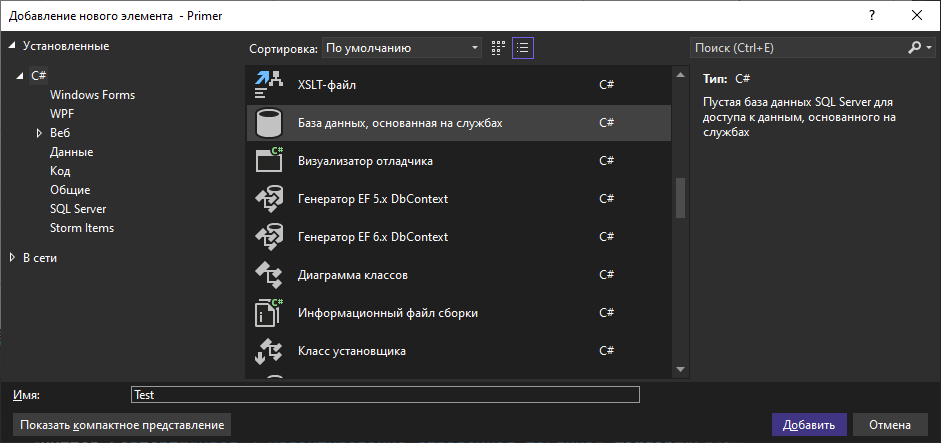 Добавление нового элемента - Primer
Установленные
C#
Windows Forms
WPF
Веб
Данные
Код
Общие
SQL Server
Storm Items
В сети
Сортировка: По умолчанию
XSLT-файл C#
База данных, основанная на службах C#
Визуализатор отладчика C#
Генератор EF 5.x DbContext C#
Генератор EF 6.x DbContext C#
Диаграмма классов C#
Информационный файл сборки C#
Класс установщика C#
Поиск (Ctrl+E)
Тип: C#
Пустая база данных SQL Server для
доступа к данным, основанного на
службах
Имя: Test
Показать компактное представление
Добавить
Отмена